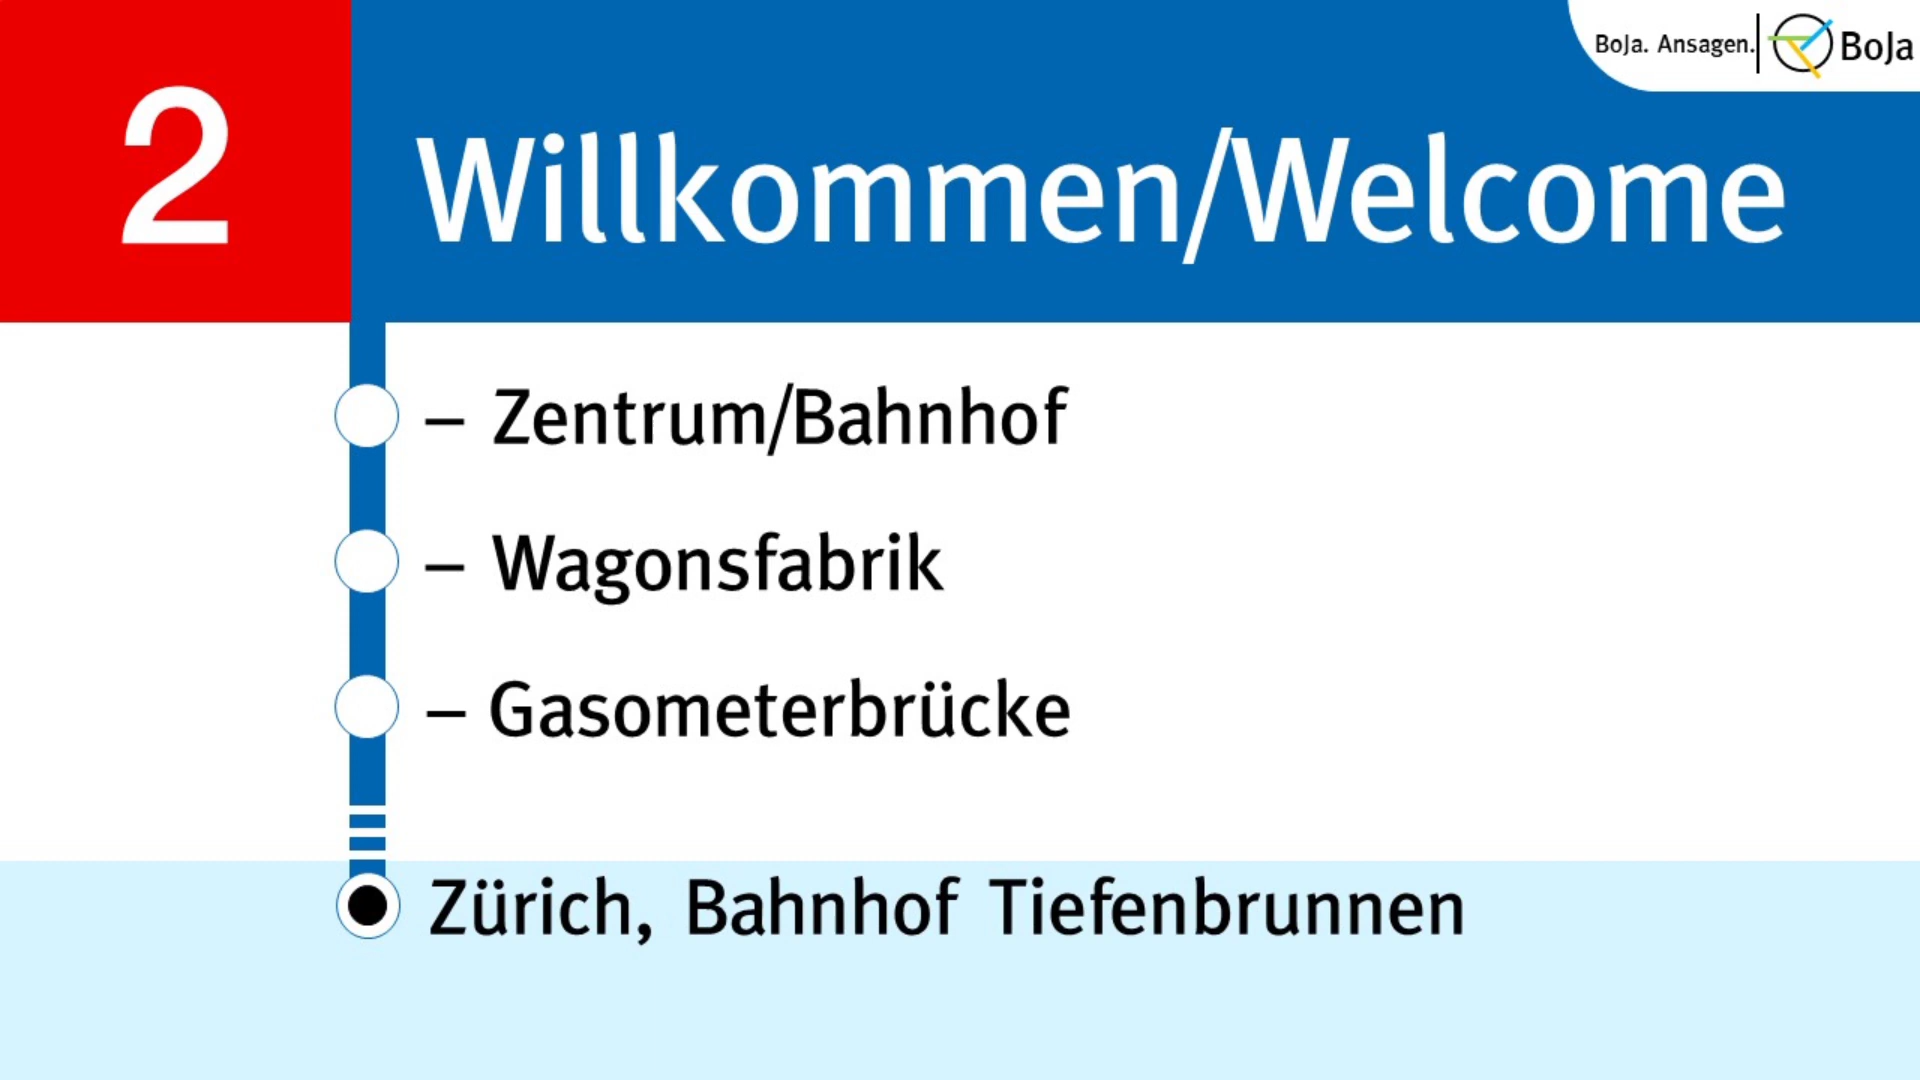 BoJa. Ansagen. BoJa
2
Willkommen/Welcome
– Zentrum/Bahnhof
– Wagonsfabrik
– Gasometerbrücke
Zürich, Bahnhof Tiefenbrunnen